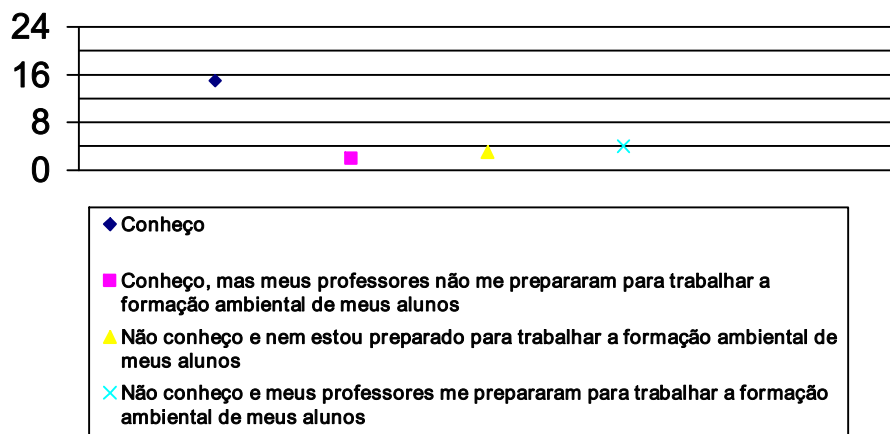 24
16
8
0
Conheço
Conheço, mas meus professores não me prepararam para trabalhar a
formação ambiental de meus alunos
Não conheço e nem estou preparado para trabalhar a formação ambiental de
meus alunos
Não conheço e meus professores me prepararam para trabalhar a formação
ambiental de meus alunos